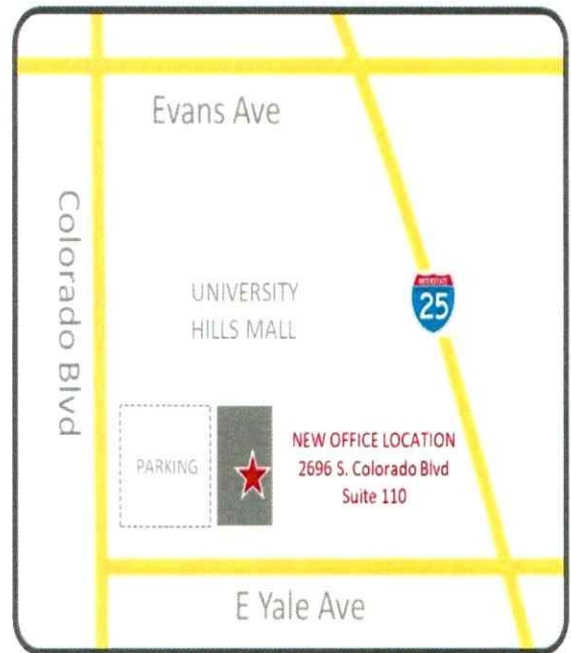 Evans Ave
Colorado Blvd
UNIVERSITY
HILLS MALL
INTERSTATE
25
PARKING
NEW OFFICE LOCATION
2696 S. Colorado Blvd
Suite 110
E Yale Ave